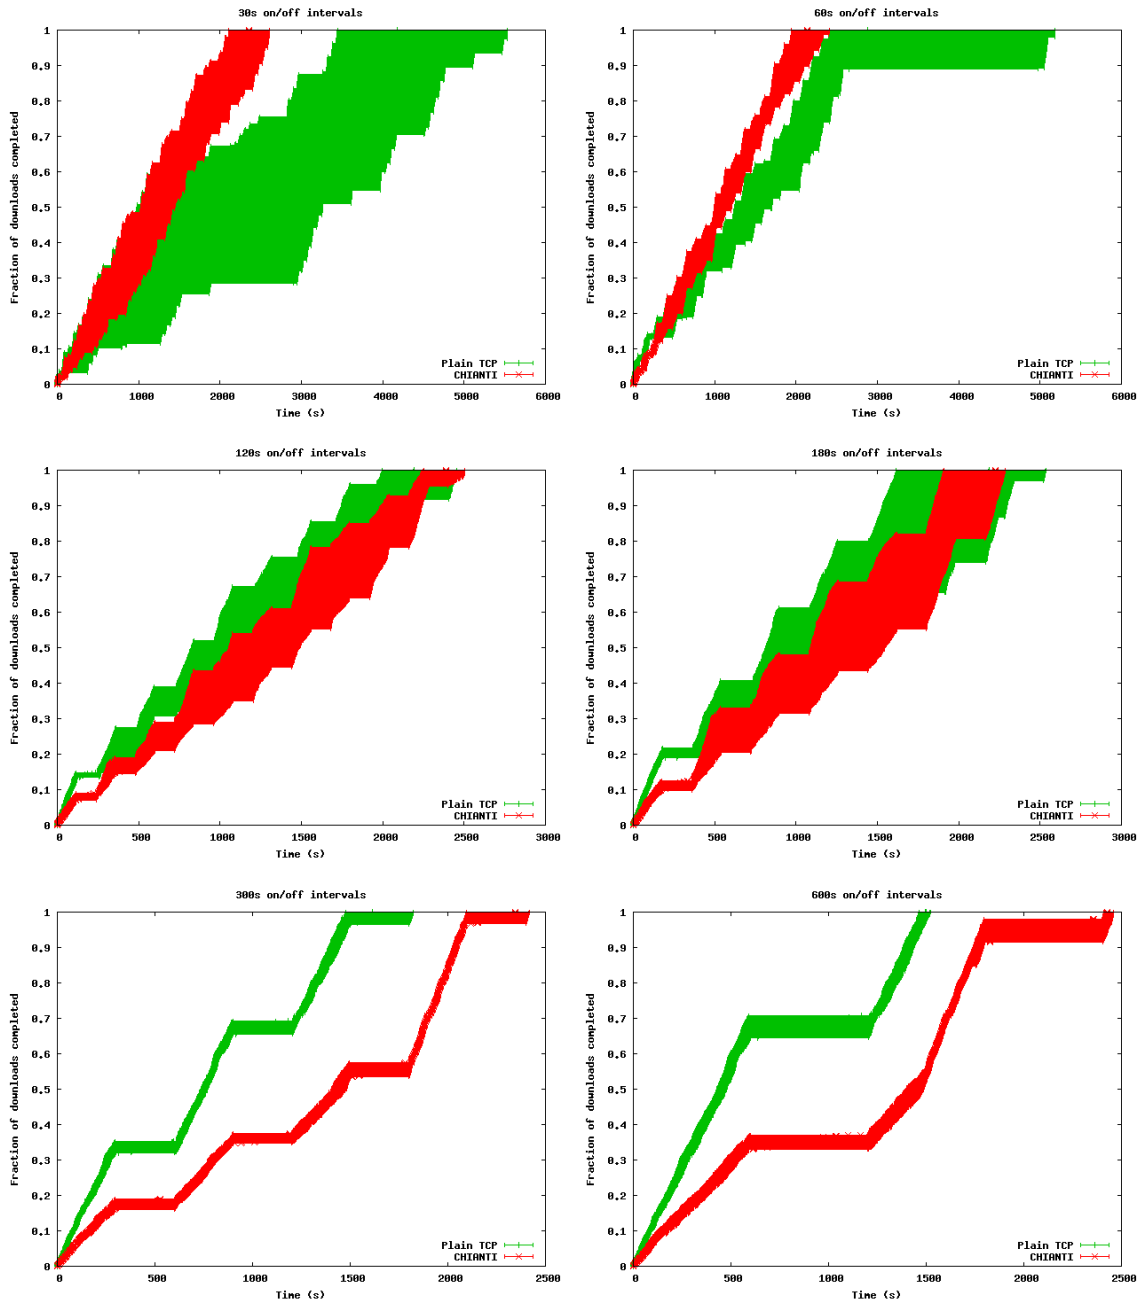 30s on/off intervals
Fraction of downloads completed
1
0.9
0.8
0.7
0.6
0.5
0.4
0.3
0.2
0.1
0
Plain TCP
CHIANTI
0 1000 2000 3000 4000 5000 6000
Time (s)
60s on/off intervals
Fraction of downloads completed
1
0.9
0.8
0.7
0.6
0.5
0.4
0.3
0.2
0.1
0
Plain TCP
CHIANTI
0 1000 2000 3000 4000 5000 6000
Time (s)
120s on/off intervals
Fraction of downloads completed
1
0.9
0.8
0.7
0.6
0.5
0.4
0.3
0.2
0.1
0
Plain TCP
CHIANTI
0 500 1000 1500 2000 2500 3000
Time (s)
180s on/off intervals
Fraction of downloads completed
1
0.9
0.8
0.7
0.6
0.5
0.4
0.3
0.2
0.1
0
Plain TCP
CHIANTI
0 500 1000 1500 2000 2500 3000
Time (s)
300s on/off intervals
Fraction of downloads completed
1
0.9
0.8
0.7
0.6
0.5
0.4
0.3
0.2
0.1
0
Plain TCP
CHIANTI
0 500 1000 1500 2000 2500
Time (s)
600s on/off intervals
Fraction of downloads completed
1
0.9
0.8
0.7
0.6
0.5
0.4
0.3
0.2
0.1
0
Plain TCP
CHIANTI
0 500 1000 1500 2000 2500
Time (s)